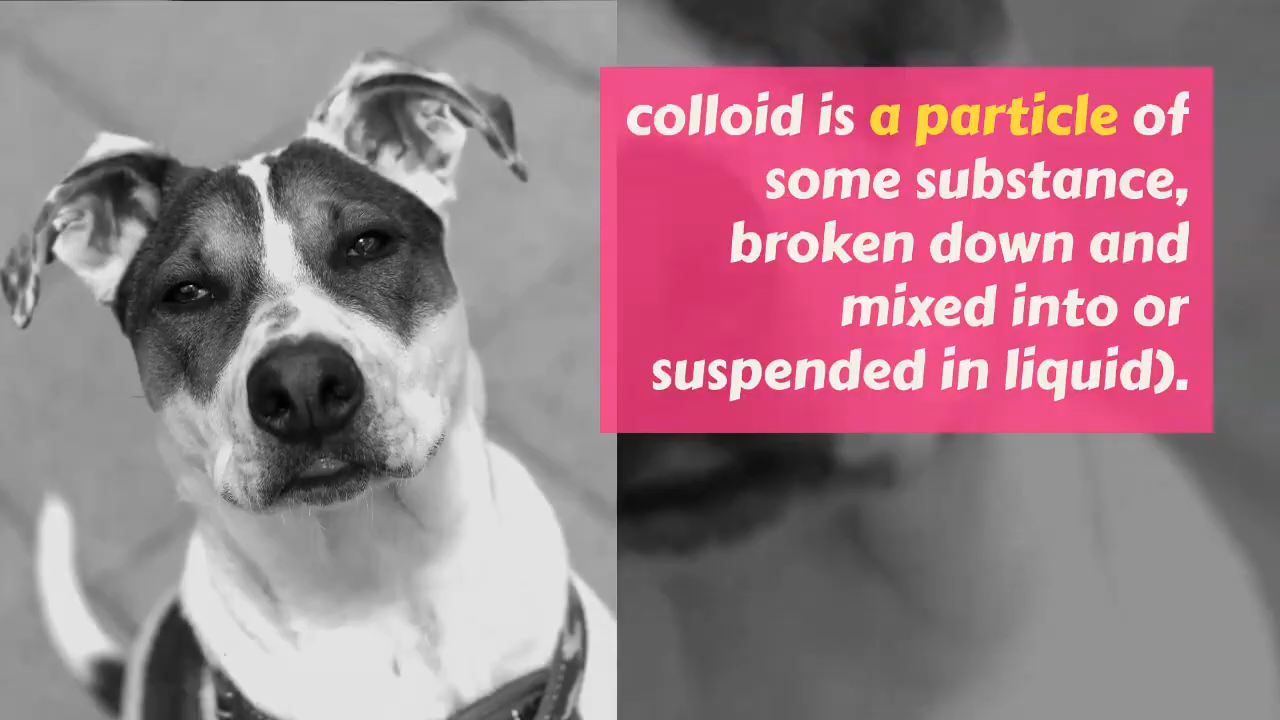 colloid is a particle of
some substance,
broken down and
mixed into or
suspended in liquid).